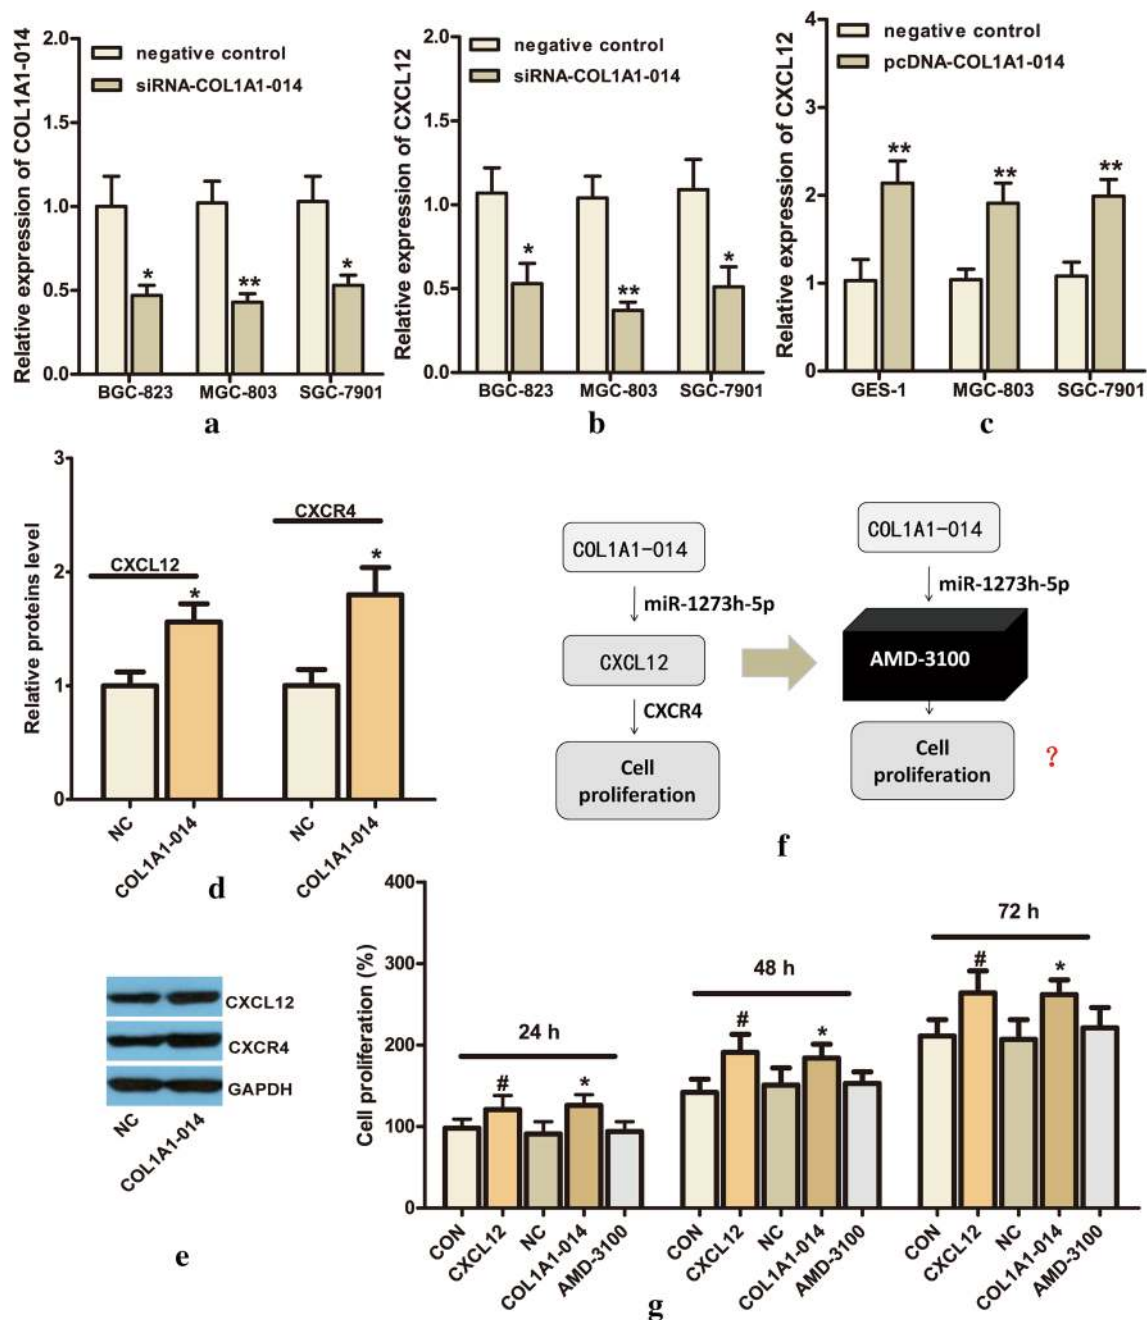 Relative expression of COL1A1-014
2.0
1.5
1.0
0.5
0.0
negative control
siRNA-COL1A1-014
*
**
*
BGC-823
MGC-803
SGC-7901
a
Relative expression of CXCL12
2.0
1.5
1.0
0.5
0.0
negative control
siRNA-COL1A1-014
*
**
*
BGC-823
MGC-803
SGC-7901
b
Relative expression of CXCL12
4
3
2
1
0
negative control
pcDNA-COL1A1-014
**
**
**
GES-1
MGC-803
SGC-7901
c
Relative proteins level
3
2
1
0
CXCL12
*
CXCR4
*
NC
COL1A1-014
NC
COL1A1-014
d
COL1A1-014
miR-1273h-5p
CXCL12
CXCR4
Cell
proliferation
COL1A1-014
miR-1273h-5p
AMD-3100
Cell
proliferation
?
f
CXCL12
CXCR4
GAPDH
NC
COL1A1-014
e
Cell proliferation (%)
400
300
200
100
0
24 h
#
*
48 h
#
*
72 h
#
*
CON
CXCL12
NC
COL1A1-014
AMD-3100
CON
CXCL12
NC
COL1A1-014
AMD-3100
CON
CXCL12
NC
COL1A1-014
AMD-3100
g